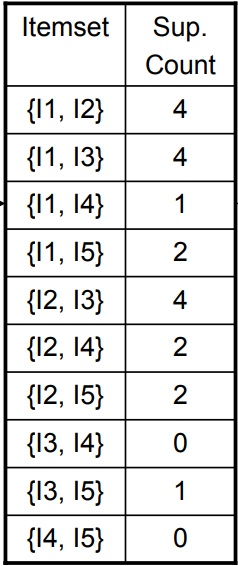 Itemset Sup. Count
{I1, I2} 4
{I1, I3} 4
{I1, I4} 1
{I1, I5} 2
{I2, I3} 4
{I2, I4} 2
{I2, I5} 2
{I3, I4} 0
{I3, I5} 1
{I4, I5} 0